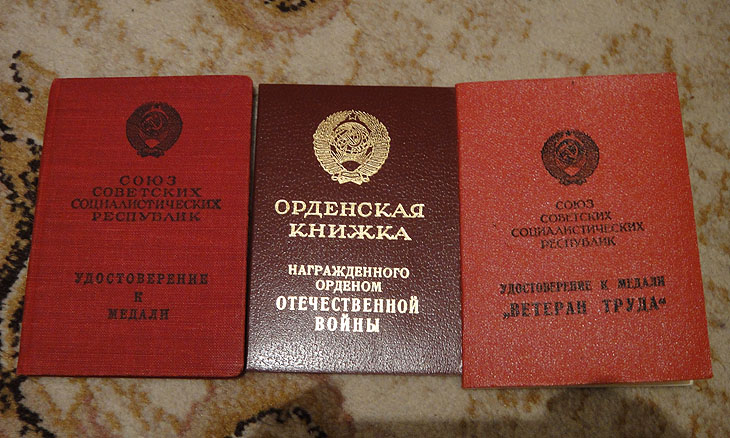 СОЮЗ
СОВЕТСКИХ
СОЦИАЛИСТИЧЕСКИХ
РЕСПУБЛИК
УДОСТОВЕРЕНИЕ
К
МЕДАЛИ
ОРДЕНСКАЯ
КНИЖКА
НАГРАЖДЕННОГО
ОРДЕНОМ
ОТЕЧЕСТВЕННОЙ
ВОЙНЫ
СОЮЗ
СОВЕТСКИХ
СОЦИАЛИСТИЧЕСКИХ
РЕСПУБЛИК
УДОСТОВЕРЕНИЕ К МЕДАЛИ
„ВЕТЕРАН ТРУДА“